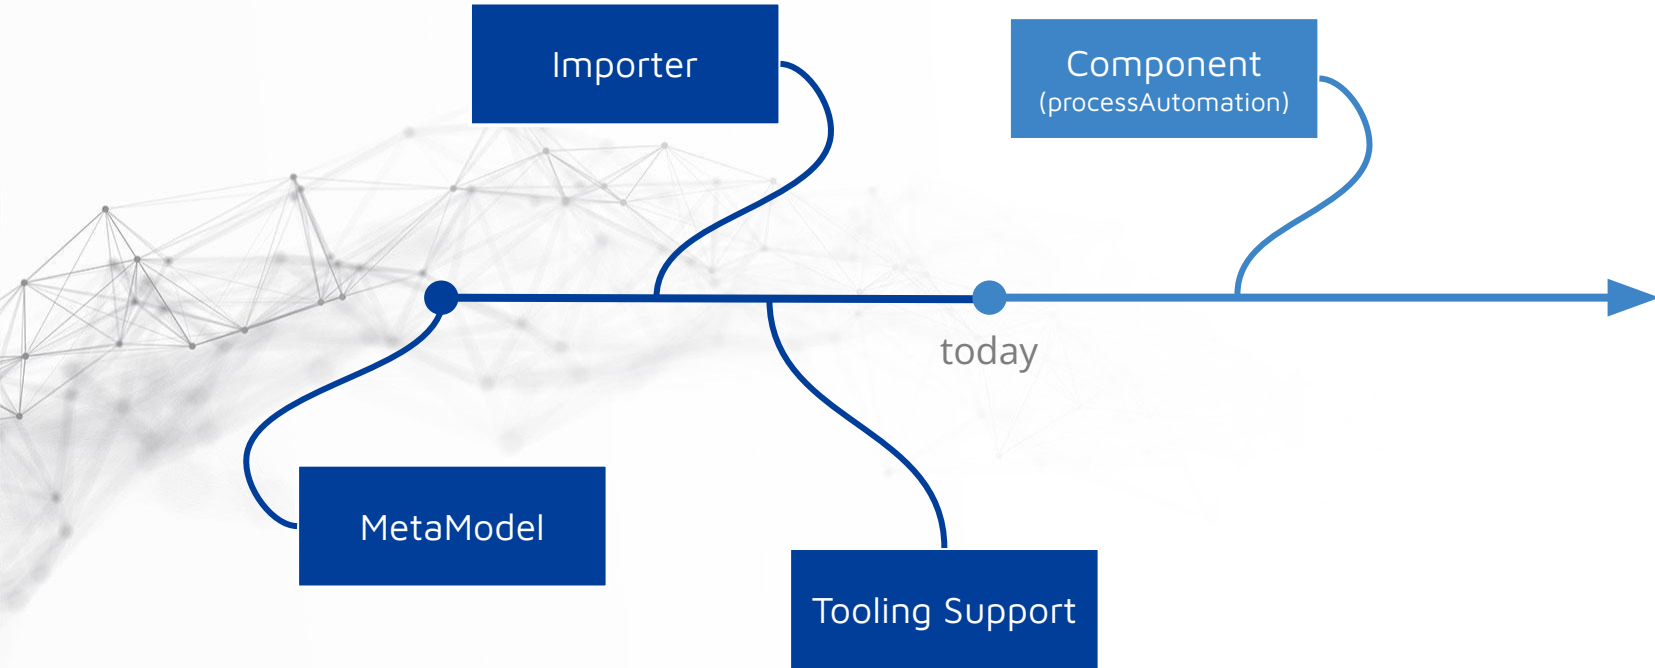 Importer
Component
(processAutomation)
today
MetaModel
Tooling Support